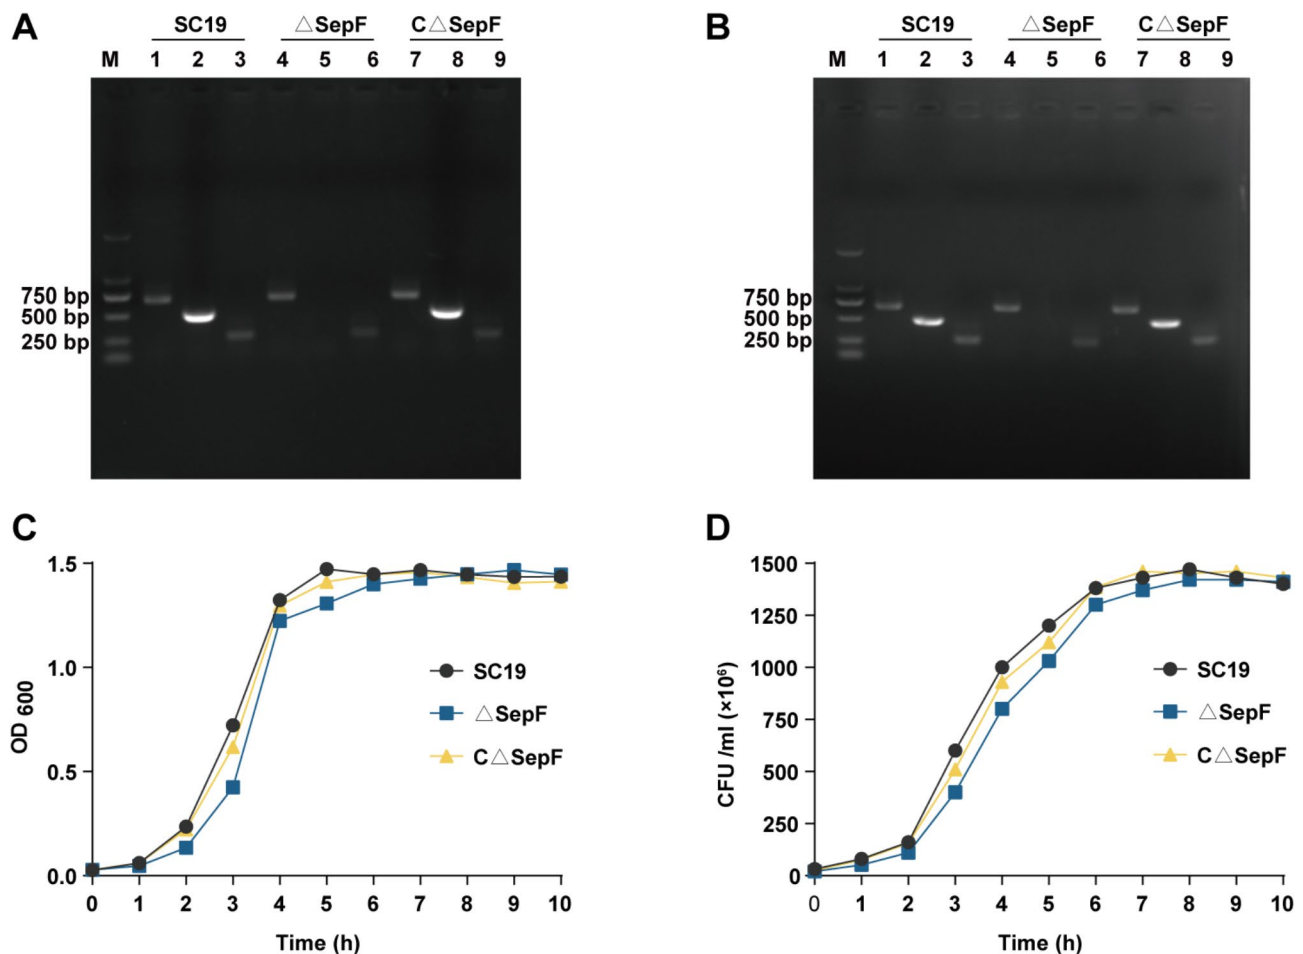 A
SC19 △SepF C△SepF
M 1 2 3 4 5 6 7 8 9
750 bp
500 bp
250 bp
B
SC19 △SepF C△SepF
M 1 2 3 4 5 6 7 8 9
750 bp
500 bp
250 bp
C
1.5
1.0
0.5
0.0
OD 600
SC19
△SepF
C△SepF
0 1 2 3 4 5 6 7 8 9 10
Time (h)
D
1500
1250
1000
750
500
250
0
CFU /ml (×10⁶)
SC19
△SepF
C△SepF
0 1 2 3 4 5 6 7 8 9 10
Time (h)